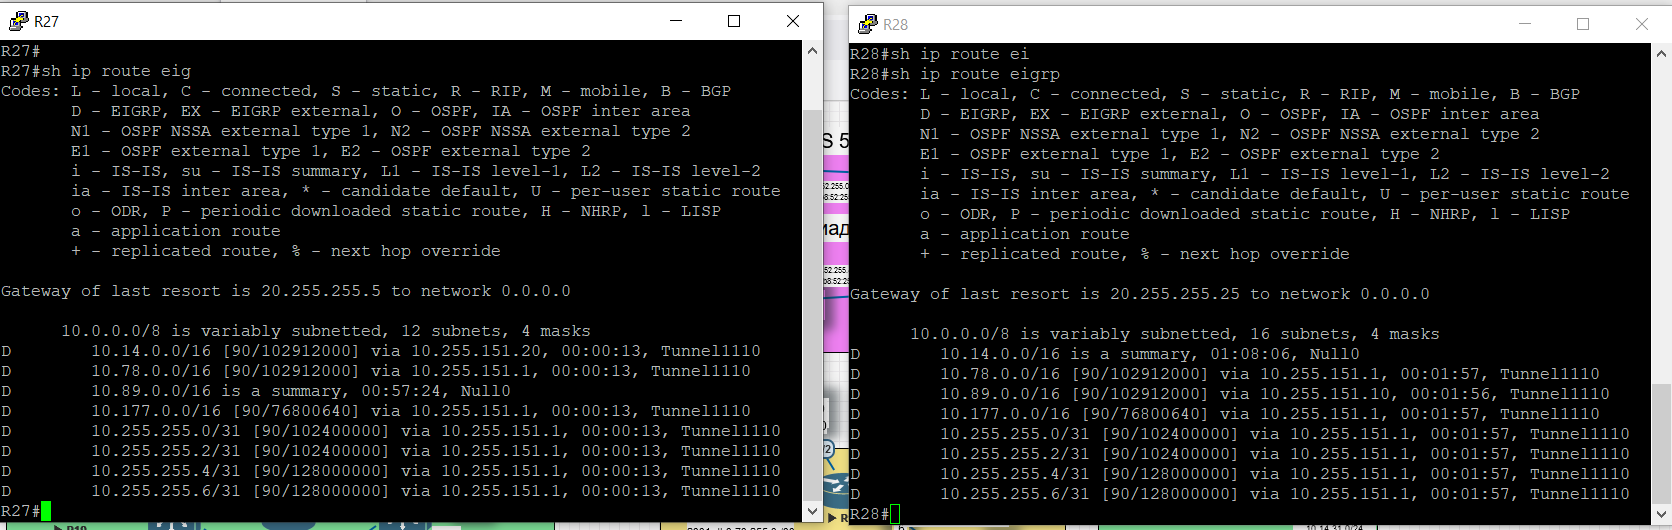 R27
R27#
R27#sh ip route eig
Codes: L - local, C - connected, S - static, R - RIP, M - mobile, B - BGP
       D - EIGRP, EX - EIGRP external, O - OSPF, IA - OSPF inter area
       N1 - OSPF NSSA external type 1, N2 - OSPF NSSA external type 2
       E1 - OSPF external type 1, E2 - OSPF external type 2
       i - IS-IS, su - IS-IS summary, L1 - IS-IS level-1, L2 - IS-IS level-2
       ia - IS-IS inter area, * - candidate default, U - per-user static route
       o - ODR, P - periodic downloaded static route, H - NHRP, l - LISP
       a - application route
       + - replicated route, % - next hop override
Gateway of last resort is 20.255.255.5 to network 0.0.0.0
      10.0.0.0/8 is variably subnetted, 12 subnets, 4 masks
D        10.14.0.0/16 [90/102912000] via 10.255.151.20, 00:00:13, Tunnel1110
D        10.78.0.0/16 [90/102912000] via 10.255.151.1, 00:00:13, Tunnel1110
D        10.89.0.0/16 is a summary, 00:57:24, Null0
D        10.177.0.0/16 [90/76800640] via 10.255.151.1, 00:00:13, Tunnel1110
D        10.255.255.0/31 [90/102400000] via 10.255.151.1, 00:00:13, Tunnel1110
D        10.255.255.2/31 [90/102400000] via 10.255.151.1, 00:00:13, Tunnel1110
D        10.255.255.4/31 [90/128000000] via 10.255.151.1, 00:00:13, Tunnel1110
D        10.255.255.6/31 [90/128000000] via 10.255.151.1, 00:00:13, Tunnel1110
R27#
R28
R28#sh ip route ei
R28#sh ip route eigrp
Codes: L - local, C - connected, S - static, R - RIP, M - mobile, B - BGP
       D - EIGRP, EX - EIGRP external, O - OSPF, IA - OSPF inter area
       N1 - OSPF NSSA external type 1, N2 - OSPF NSSA external type 2
       E1 - OSPF external type 1, E2 - OSPF external type 2
       i - IS-IS, su - IS-IS summary, L1 - IS-IS level-1, L2 - IS-IS level-2
       ia - IS-IS inter area, * - candidate default, U - per-user static route
       o - ODR, P - periodic downloaded static route, H - NHRP, l - LISP
       a - application route
       + - replicated route, % - next hop override
Gateway of last resort is 20.255.255.25 to network 0.0.0.0
      10.0.0.0/8 is variably subnetted, 16 subnets, 4 masks
D        10.14.0.0/16 is a summary, 01:08:06, Null0
D        10.78.0.0/16 [90/102912000] via 10.255.151.1, 00:01:57, Tunnel1110
D        10.89.0.0/16 [90/102912000] via 10.255.151.10, 00:01:56, Tunnel1110
D        10.177.0.0/16 [90/76800640] via 10.255.151.1, 00:01:57, Tunnel1110
D        10.255.255.0/31 [90/102400000] via 10.255.151.1, 00:01:57, Tunnel1110
D        10.255.255.2/31 [90/102400000] via 10.255.151.1, 00:01:57, Tunnel1110
D        10.255.255.4/31 [90/128000000] via 10.255.151.1, 00:01:57, Tunnel1110
D        10.255.255.6/31 [90/128000000] via 10.255.151.1, 00:01:57, Tunnel1110
R28#